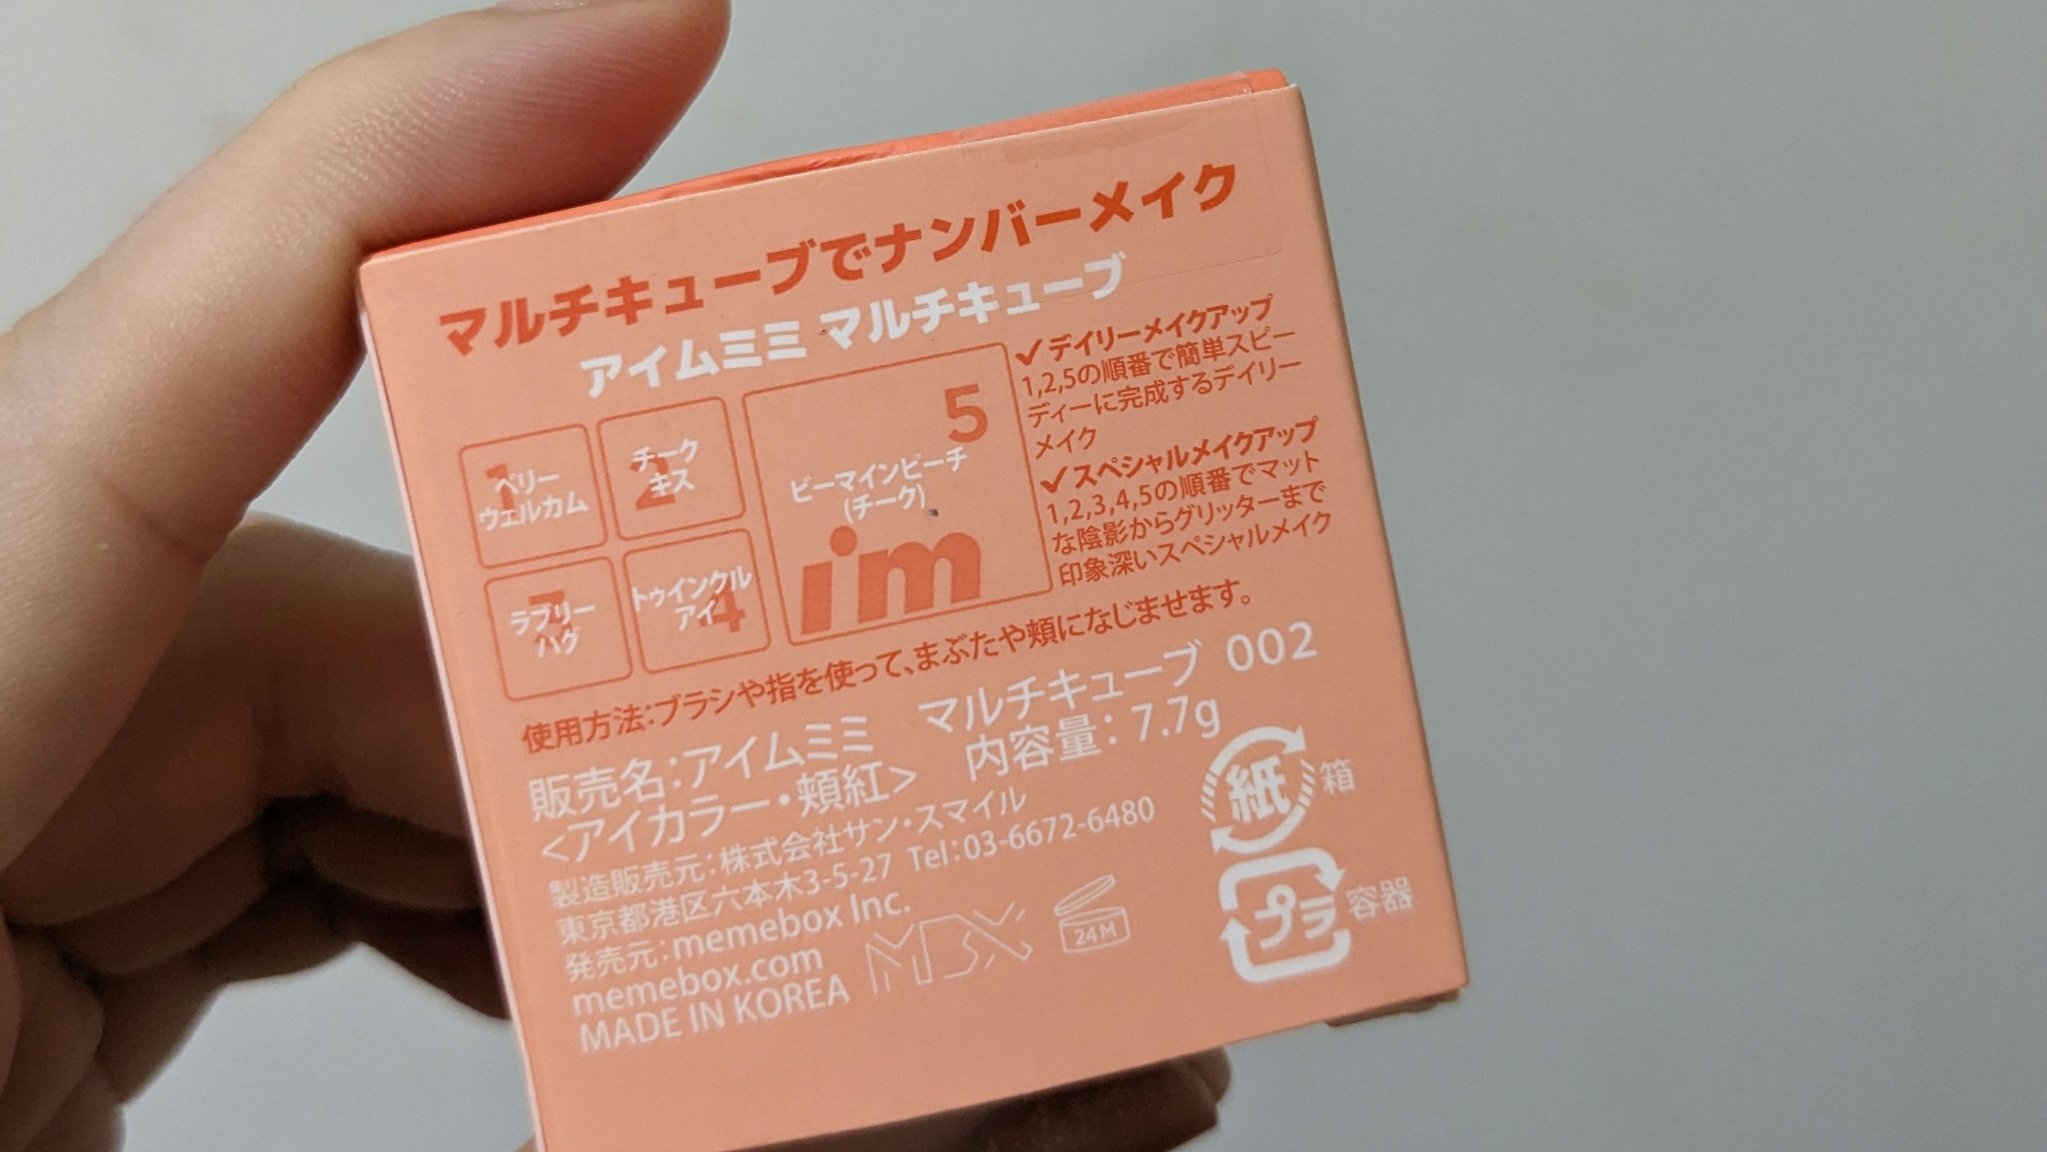 マルチキューブでナンバーメイク
アイムミミ マルチキューブ
1
ベリー
ウェルカム
2
チーク
キス
3
ラブリー
ハグ
4
トゥインクル
アイ
5
ビーマインピーチ
(チーク)
i'm
✓デイリーメイクアップ
1,2,5の順番で簡単スピー
ディーに完成するデイリー
メイク
✓スペシャルメイクアップ
1,2,3,4,5の順番でマット
な陰影からグリッターまで
印象深いスペシャルメイク
使用方法:ブラシや指を使って、まぶたや頬になじませます。
販売名:アイムミミ マルチキューブ 002
<アイカラー・頬紅> 内容量: 7.7g
製造販売元:株式会社サン・スマイル
東京都港区六本木3-5-27 Tel:03-6672-6480
発売元:memebox Inc.
memebox.com
MADE IN KOREA
MBX
24M
紙 箱
プラ 容器